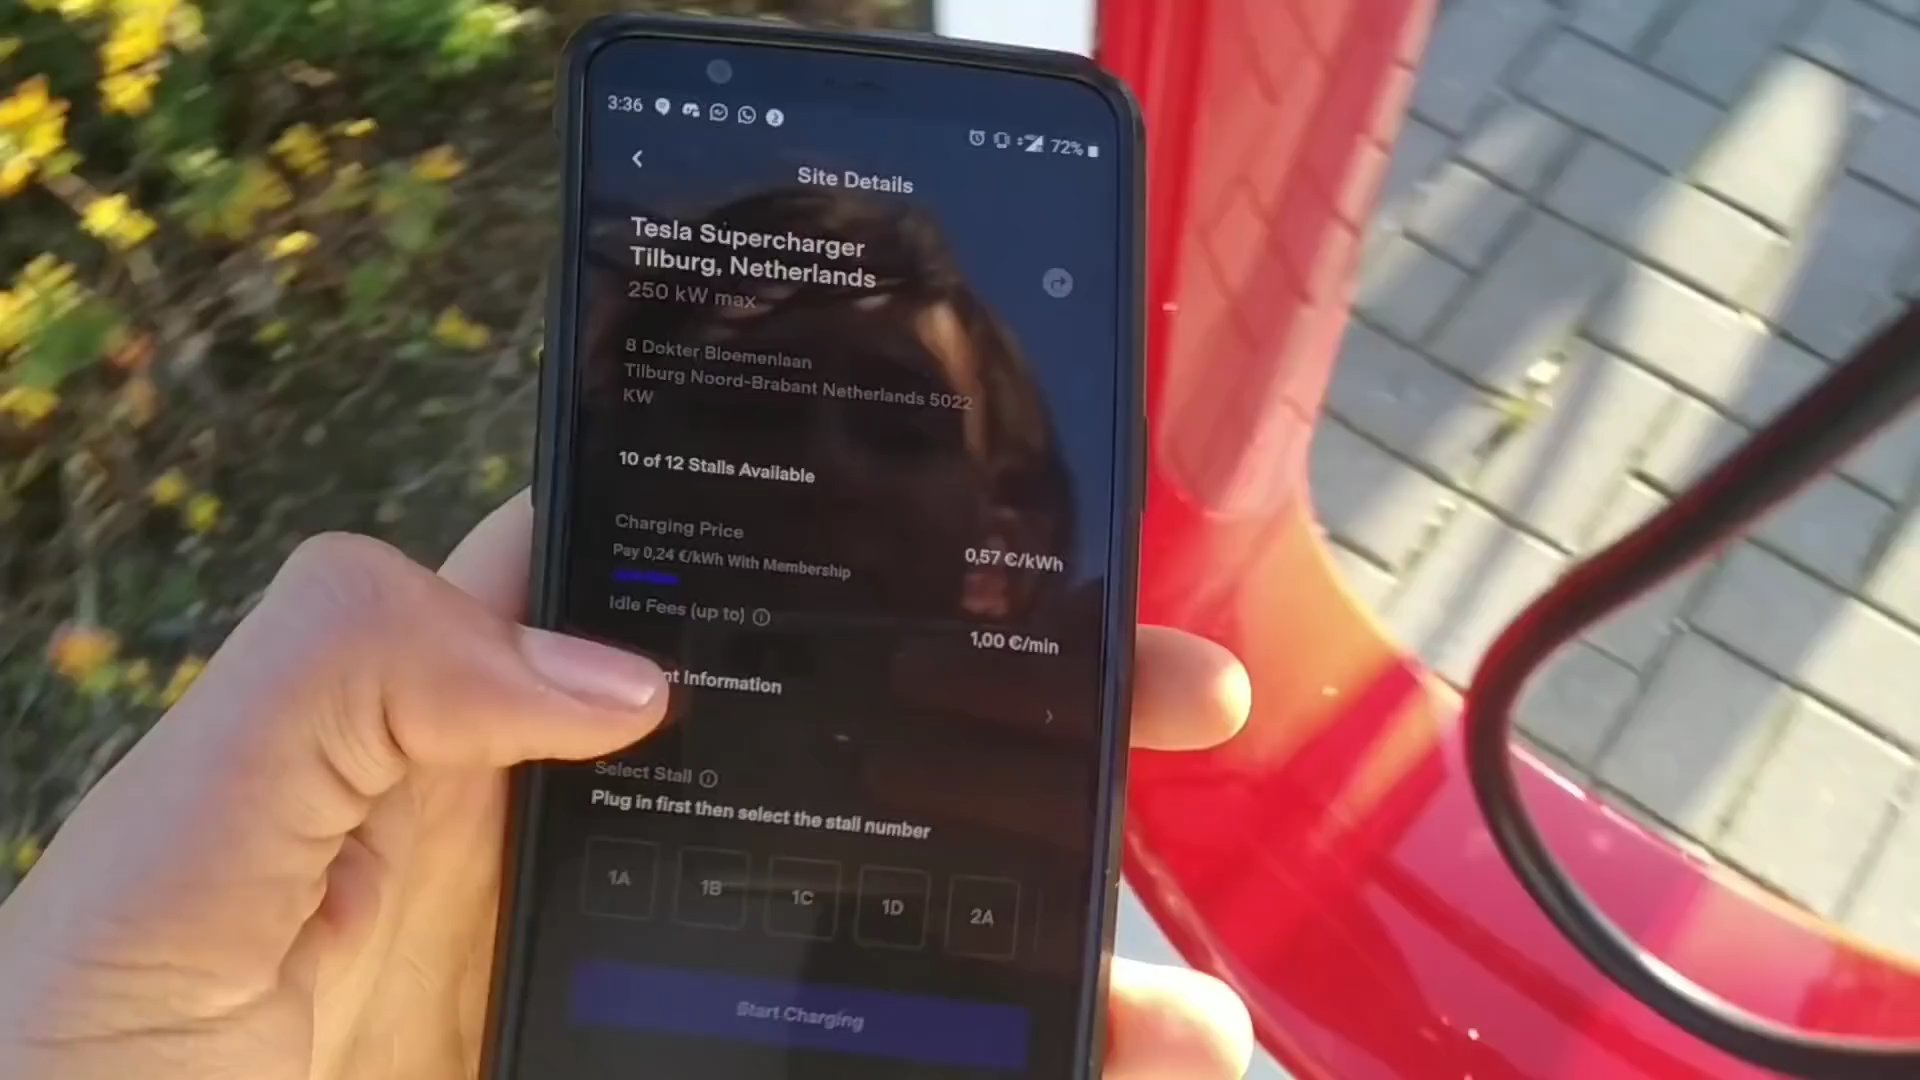 3:36
72%
Site Details
Tesla Supercharger
Tilburg, Netherlands
250 kW max
8 Dokter Bloemenlaan
Tilburg Noord-Brabant Netherlands 5022
KW
10 of 12 Stalls Available
Charging Price
0,57 €/kWh
Pay 0,24 €/kWh With Membership
Idle Fees (up to)
1,00 €/min
nt Information
Select Stall
Plug in first then select the stall number
1A
1B
1C
1D
2A
Start Charging